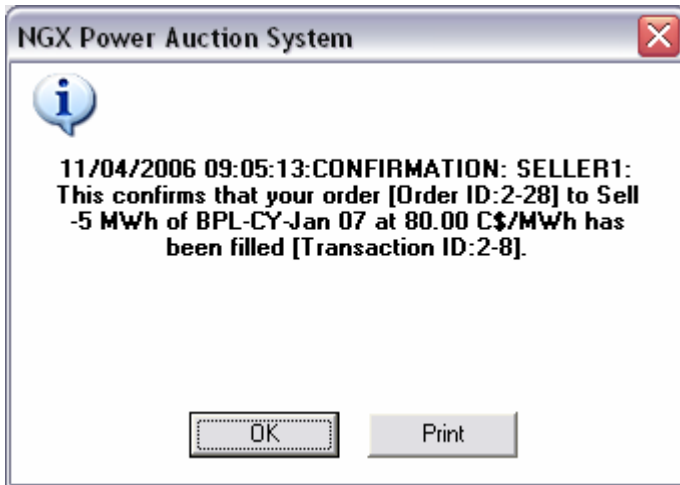 NGX Power Auction System
11/04/2006 09:05:13:CONFIRMATION: SELLER1:
This confirms that your order [Order ID:2-28] to Sell
-5 MWh of BPL-CY-Jan 07 at 80.00 C$/MWh has
been filled [Transaction ID:2-8].
OK
Print